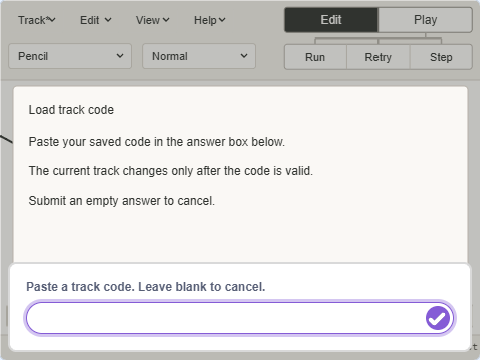 Track Edit View Help Edit Play
Pencil Normal Run Retry Step
Load track code
Paste your saved code in the answer box below.
The current track changes only after the code is valid.
Submit an empty answer to cancel.
Paste a track code. Leave blank to cancel.